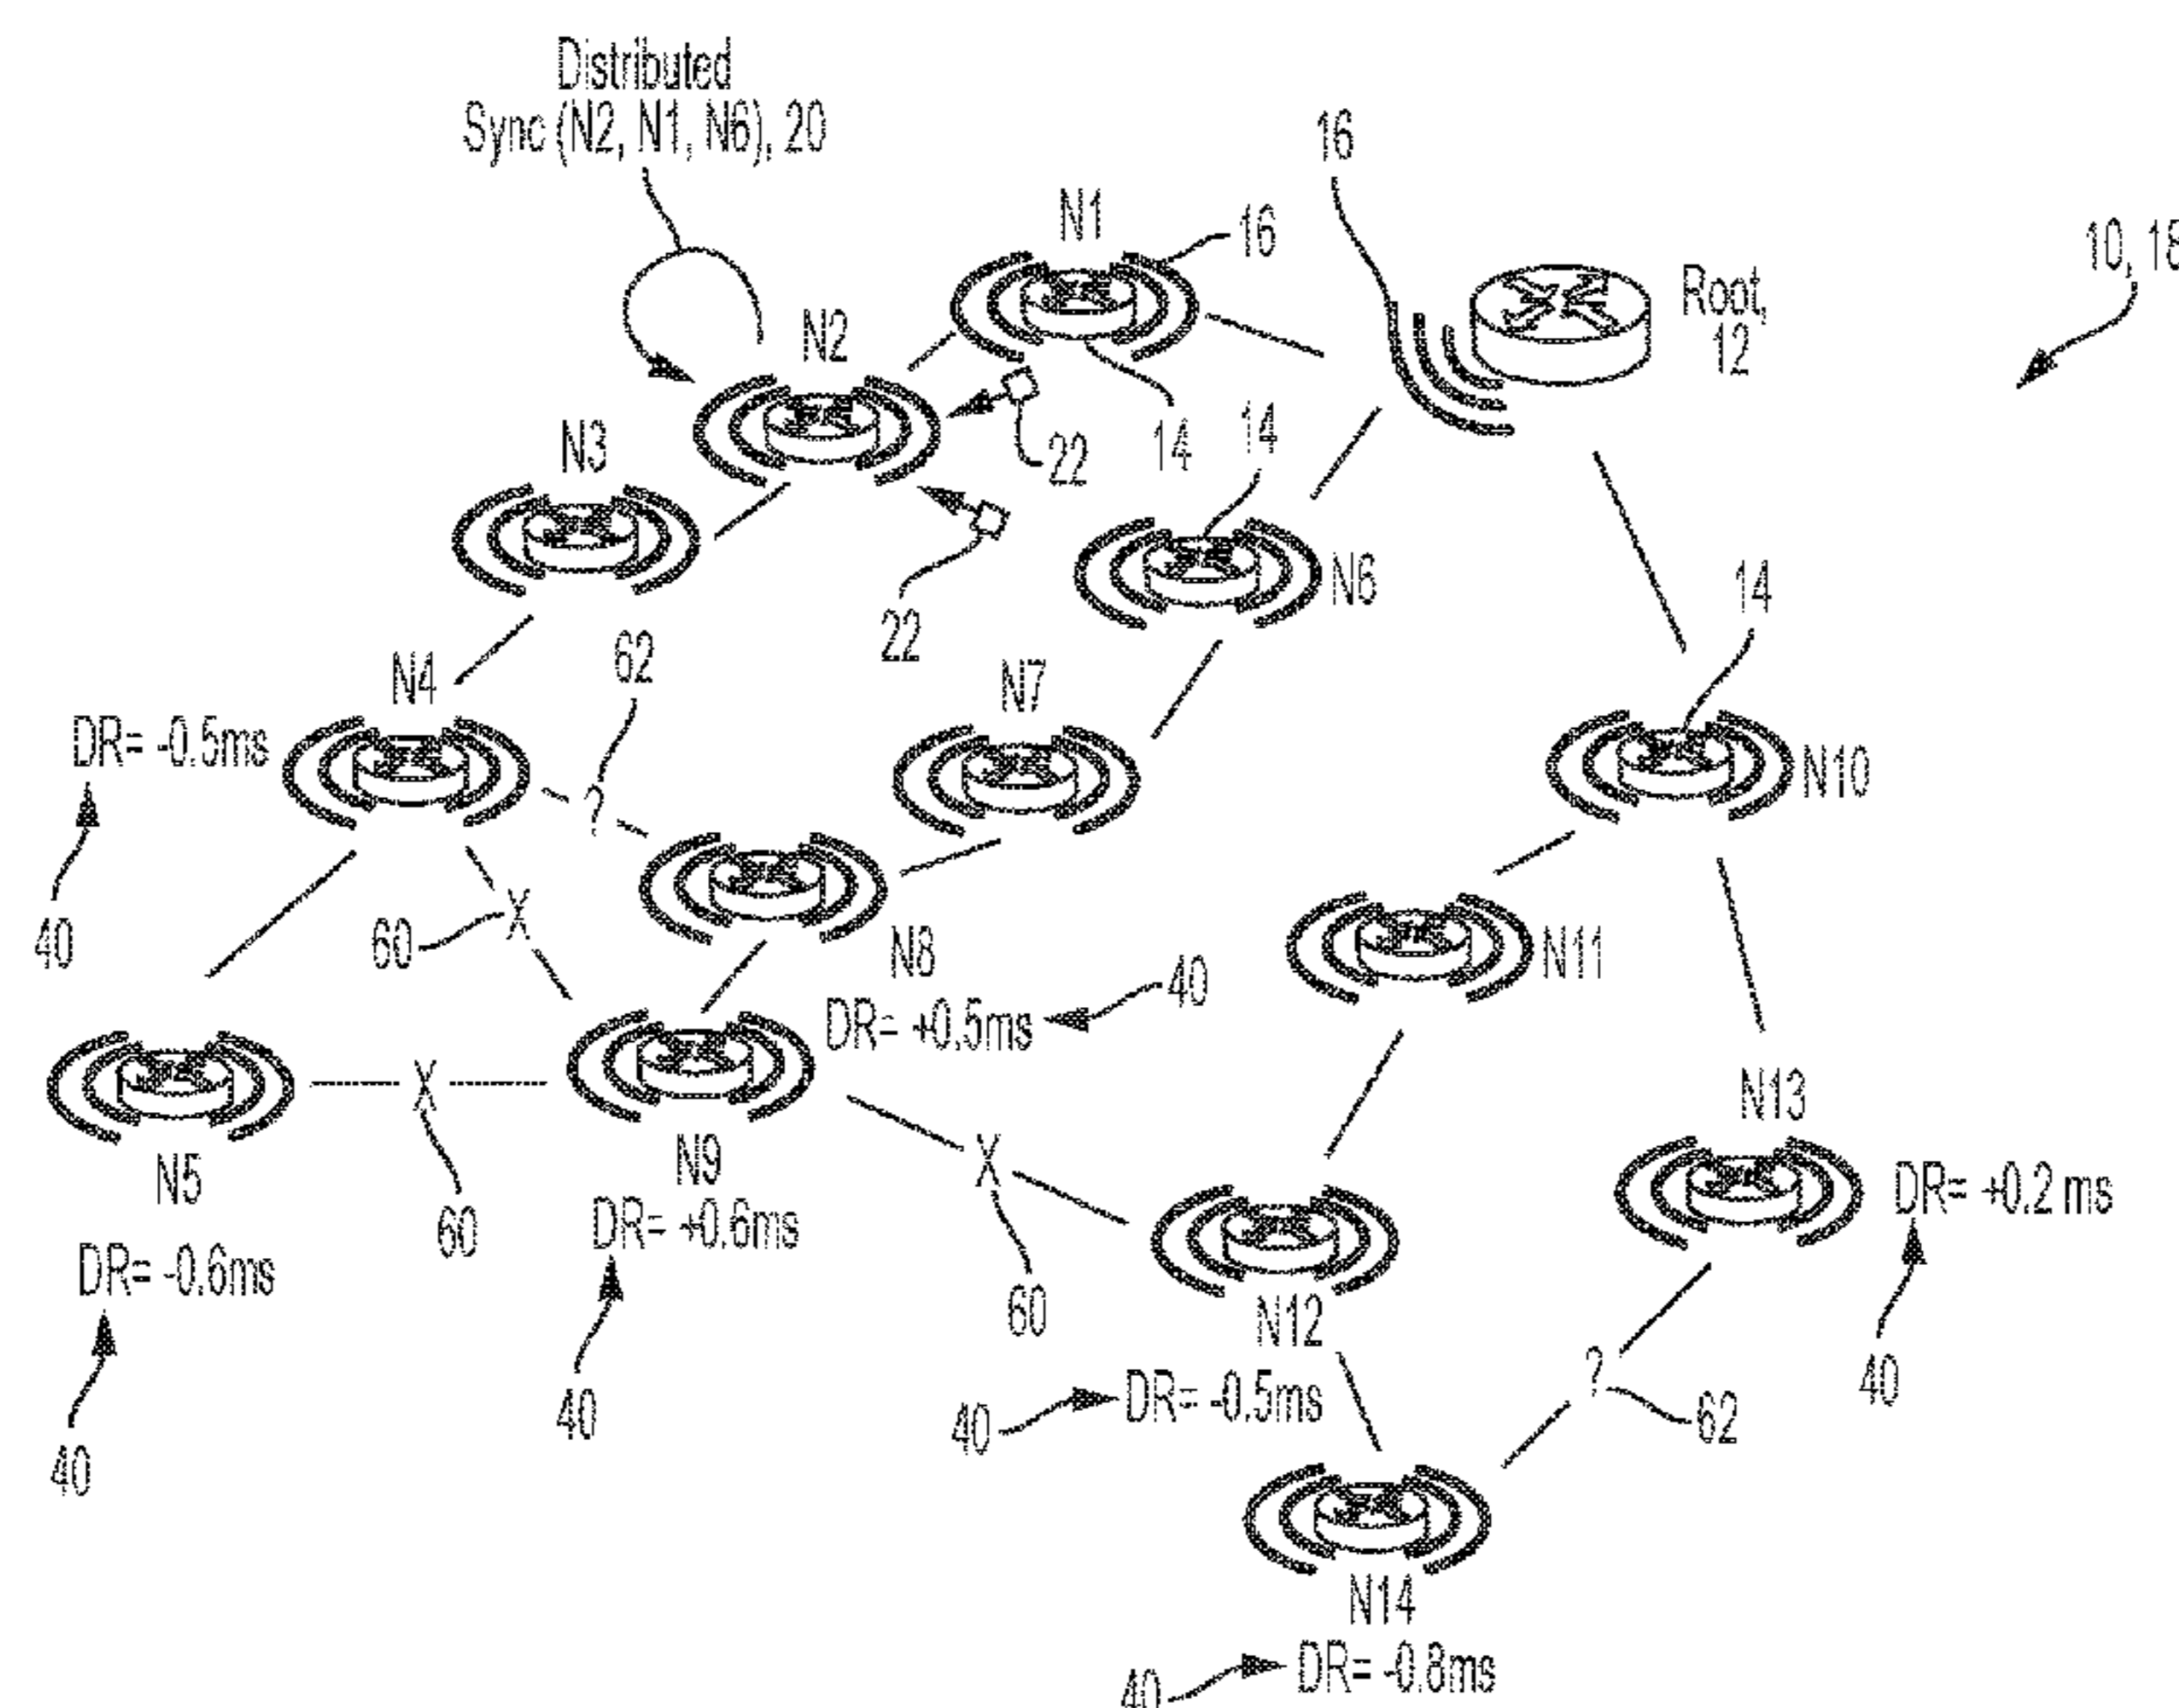 Distributed
Sync (N2, N1, N6), 20
16
N1
16
10, 18
Root,
12
N2
N3
22
14
14
22
N6
14
62
N4
N7
DR= -0.5ms
?
N10
40
60
X
N8
40
N11
DR= +0.5ms
X
N13
N5
N9
X
60
DR= +0.6ms
DR= +0.2 ms
DR= -0.6ms
60
N12
?
40
40
40
DR= -0.5ms
62
40
N14
40
DR= -0.8ms